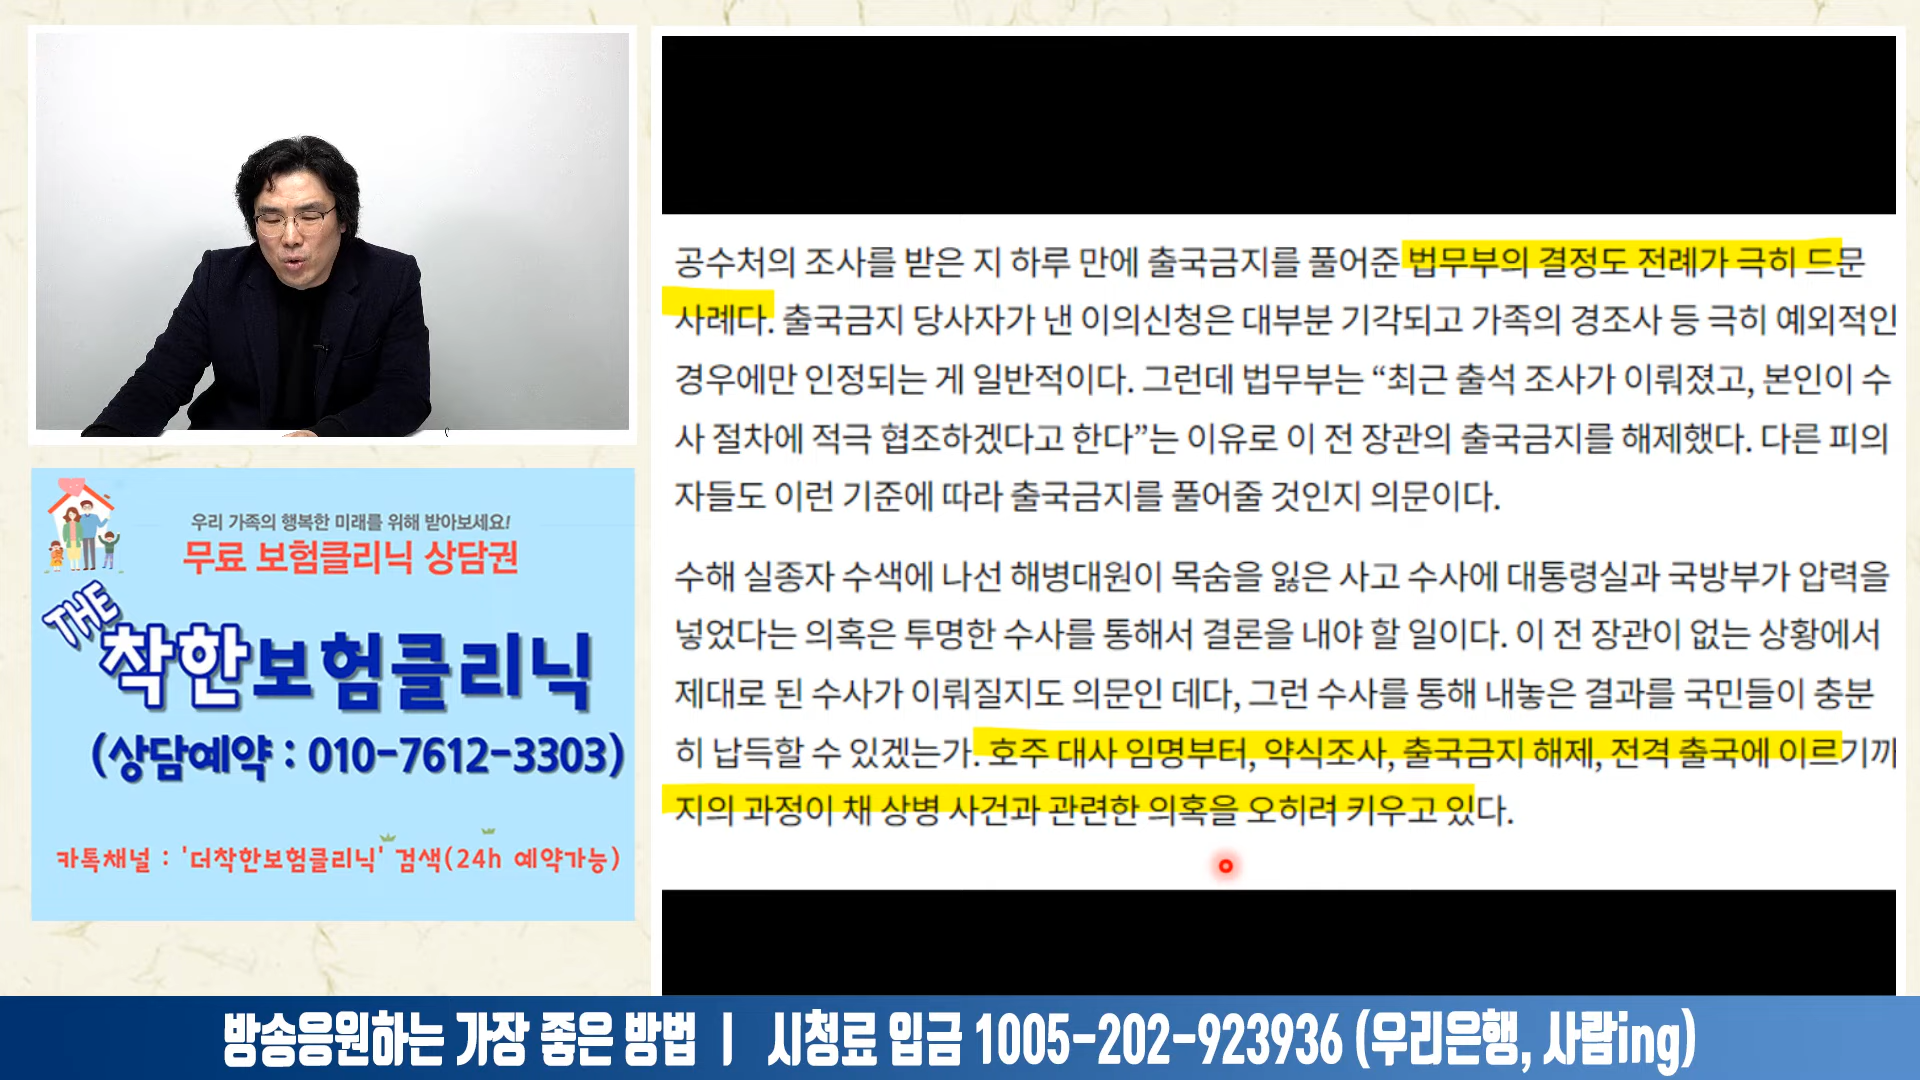 공수처의 조사를 받은 지 하루 만에 출국금지를 풀어준 법무부의 결정도 전례가 극히 드문
사례다. 출국금지 당사자가 낸 이의신청은 대부분 기각되고 가족의 경조사 등 극히 예외적인
경우에만 인정되는 게 일반적이다. 그런데 법무부는 “최근 출석 조사가 이뤄졌고, 본인이 수
사 절차에 적극 협조하겠다고 한다”는 이유로 이 전 장관의 출국금지를 해제했다. 다른 피의
자들도 이런 기준에 따라 출국금지를 풀어줄 것인지 의문이다.
수해 실종자 수색에 나선 해병대원이 목숨을 잃은 사고 수사에 대통령실과 국방부가 압력을
넣었다는 의혹은 투명한 수사를 통해서 결론을 내야 할 일이다. 이 전 장관이 없는 상황에서
제대로 된 수사가 이뤄질지도 의문인 데다, 그런 수사를 통해 내놓은 결과를 국민들이 충분
히 납득할 수 있겠는가. 호주 대사 임명부터, 약식조사, 출국금지 해제, 전격 출국에 이르기까
지의 과정이 채 상병 사건과 관련한 의혹을 오히려 키우고 있다.
우리 가족의 행복한 미래를 위해 받아보세요!
무료 보험클리닉 상담권
THE
착한보험클리닉
(상담예약 : 010-7612-3303)
카톡채널 : '더착한보험클리닉' 검색(24h 예약가능)
방송응원하는 가장 좋은 방법 ㅣ 시청료 입금 1005-202-923936 (우리은행, 사람ing)